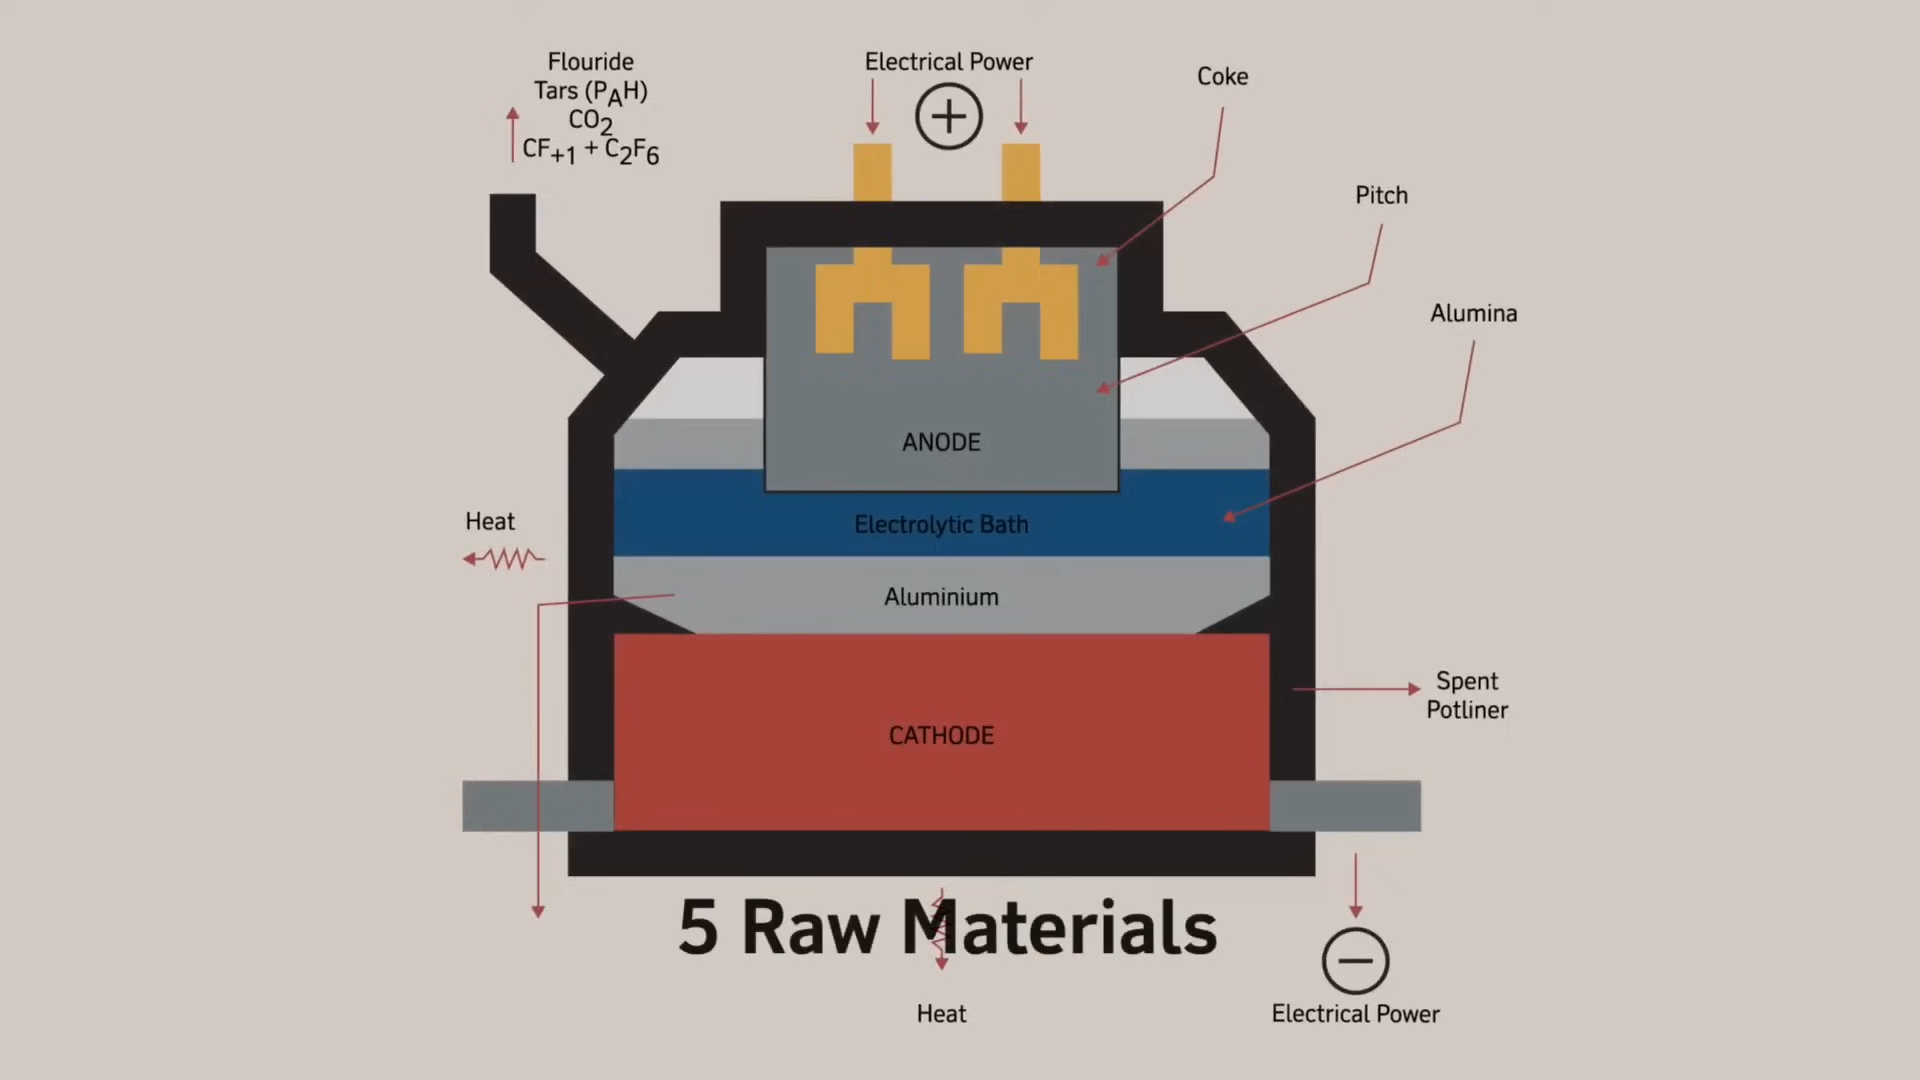 Flouride
Tars (PAH)
CO2
CF+1 + C2F6
Electrical Power
+
Coke
Pitch
Alumina
ANODE
Electrolytic Bath
Heat
Aluminium
Spent
Potliner
CATHODE
5 Raw Materials
−
Heat
Electrical Power